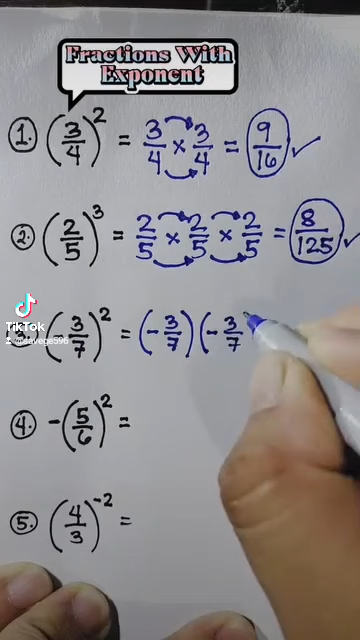 Fractions With
Exponent
1. (3/4)^2 = 3/4 × 3/4 = 9/16 ✓
2. (2/5)^3 = 2/5 × 2/5 × 2/5 = 8/125 ✓
TikTok
@savege596
3. (-3/7)^2 = (-3/7)(-3/7
4. -(5/6)^2 =
5. (4/3)^-2 =